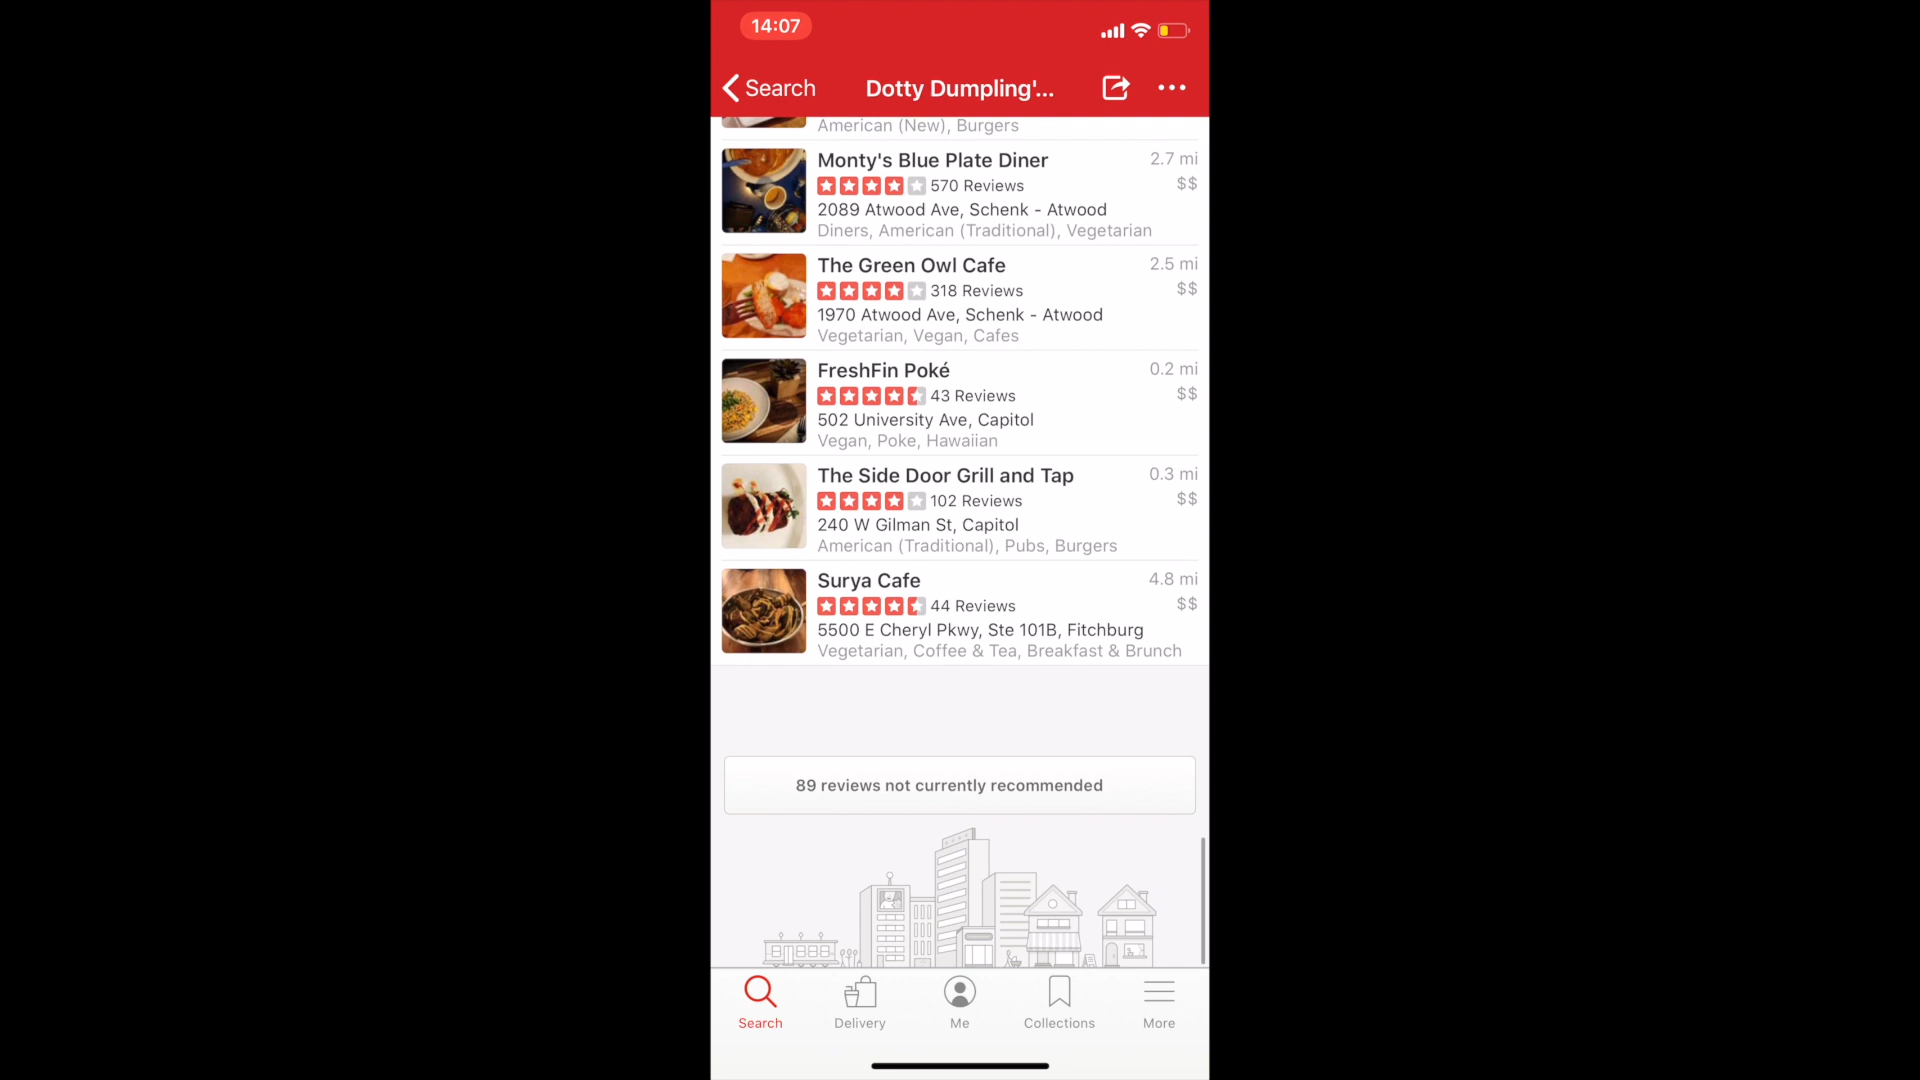 14:07
Search
Dotty Dumpling'...
American (New), Burgers
Monty's Blue Plate Diner
2.7 mi
570 Reviews
$$
2089 Atwood Ave, Schenk - Atwood
Diners, American (Traditional), Vegetarian
The Green Owl Cafe
2.5 mi
318 Reviews
$$
1970 Atwood Ave, Schenk - Atwood
Vegetarian, Vegan, Cafes
FreshFin Poké
0.2 mi
43 Reviews
$$
502 University Ave, Capitol
Vegan, Poke, Hawaiian
The Side Door Grill and Tap
0.3 mi
102 Reviews
$$
240 W Gilman St, Capitol
American (Traditional), Pubs, Burgers
Surya Cafe
4.8 mi
44 Reviews
$$
5500 E Cheryl Pkwy, Ste 101B, Fitchburg
Vegetarian, Coffee & Tea, Breakfast & Brunch
89 reviews not currently recommended
Search
Delivery
Me
Collections
More